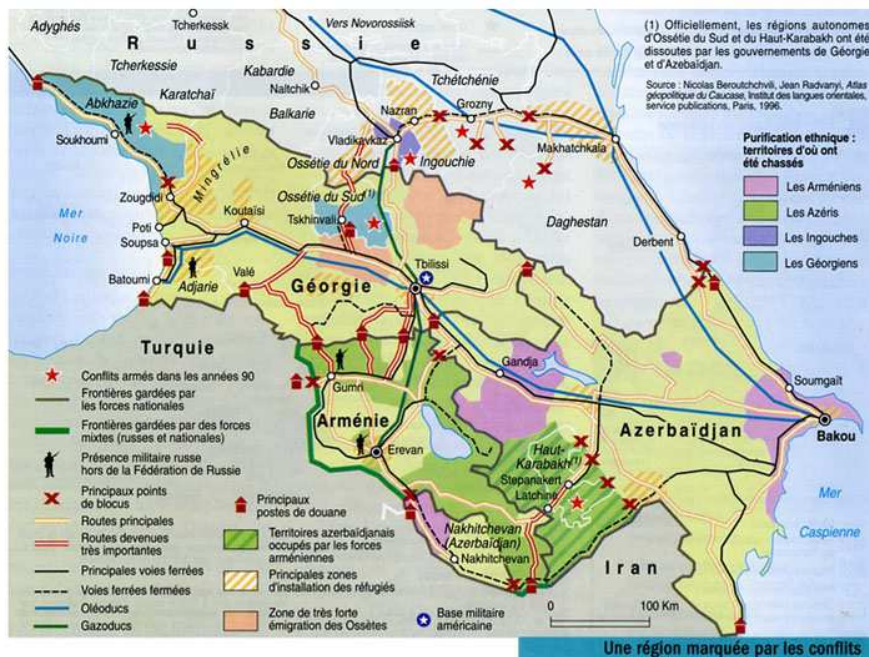 Adyghés
Tcherkessk
Vers Novorossiisk
Russie
Tcherkessie
Karatchaï
Kabardie
Naltchik
Balkarie
Tchétchénie
Nazran
Grozny
Vladikavkaz
Ingouchie
Makhatchkala
Ossétie du Nord
Daghestan
Derbent
Abkhazie
Soukhoumi
Mingrélie
Zougdidi
Mer
Noire
Poti
Soupsa
Koutaïsi
Ossétie du Sud(1)
Tskhinvali
Batoumi
Adjarie
Valé
Géorgie
Tbilissi
Turquie
Gumri
Arménie
Erevan
Gandja
Haut-
Karabakh(1)
Stepanakert
Latchine
Nakhitchevan
(Azerbaïdjan)
Nakhitchevan
Azerbaïdjan
Soumgaït
Bakou
Mer
Caspienne
Iran
(1) Officiellement, les régions autonomes
d'Ossétie du Sud et du Haut-Karabakh ont été
dissoutes par les gouvernements de Géorgie
et d'Azebaïdjan.
Source : Nicolas Beroutchchvili, Jean Radvanyi, Atlas
géopolitique du Caucase, Institut des langues orientales,
service publications, Paris, 1996.
Purification ethnique :
territoires d'où ont
été chassés
Les Arméniens
Les Azéris
Les Ingouches
Les Géorgiens
Conflits armés dans les années 90
Frontières gardées par
les forces nationales
Frontières gardées par des forces
mixtes (russes et nationales)
Présence militaire russe
hors de la Fédération de Russie
Principaux points
de blocus
Routes principales
Routes devenues
très importantes
Principales voies ferrées
Voies ferrées fermées
Oléoducs
Gazoducs
Principaux
postes de douane
Territoires azerbaïdjanais
occupés par les forces
arméniennes
Principales zones
d'installation des réfugiés
Zone de très forte
émigration des Ossètes
Base militaire
américaine
0 100 Km
Une région marquée par les conflits